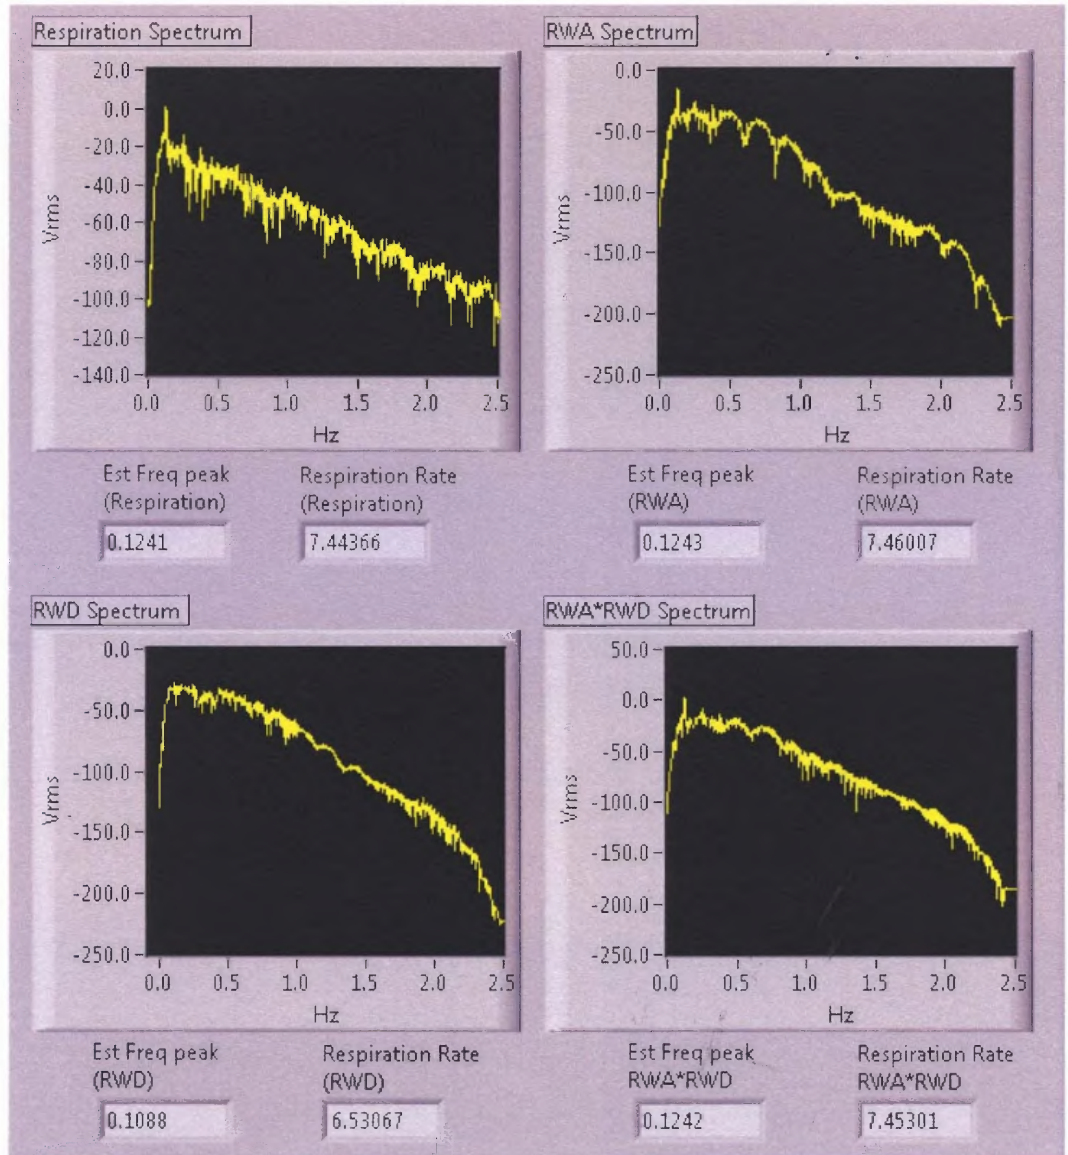 Respiration Spectrum
20.0
0.0
-20.0
-40.0
-60.0
-80.0
-100.0
-120.0
-140.0
Vrms
0.0 0.5 1.0 1.5 2.0 2.5
Hz
Est Freq peak
(Respiration)
0.1241
Respiration Rate
(Respiration)
7.44366
RWA Spectrum
0.0
-50.0
-100.0
-150.0
-200.0
-250.0
Vrms
0.0 0.5 1.0 1.5 2.0 2.5
Hz
Est Freq peak
(RWA)
0.1243
Respiration Rate
(RWA)
7.46007
RWD Spectrum
0.0
-50.0
-100.0
-150.0
-200.0
-250.0
Vrms
0.0 0.5 1.0 1.5 2.0 2.5
Hz
Est Freq peak
(RWD)
0.1088
Respiration Rate
(RWD)
6.53067
RWA*RWD Spectrum
50.0
0.0
-50.0
-100.0
-150.0
-200.0
-250.0
Vrms
0.0 0.5 1.0 1.5 2.0 2.5
Hz
Est Freq peak
RWA*RWD
0.1242
Respiration Rate
RWA*RWD
7.45301